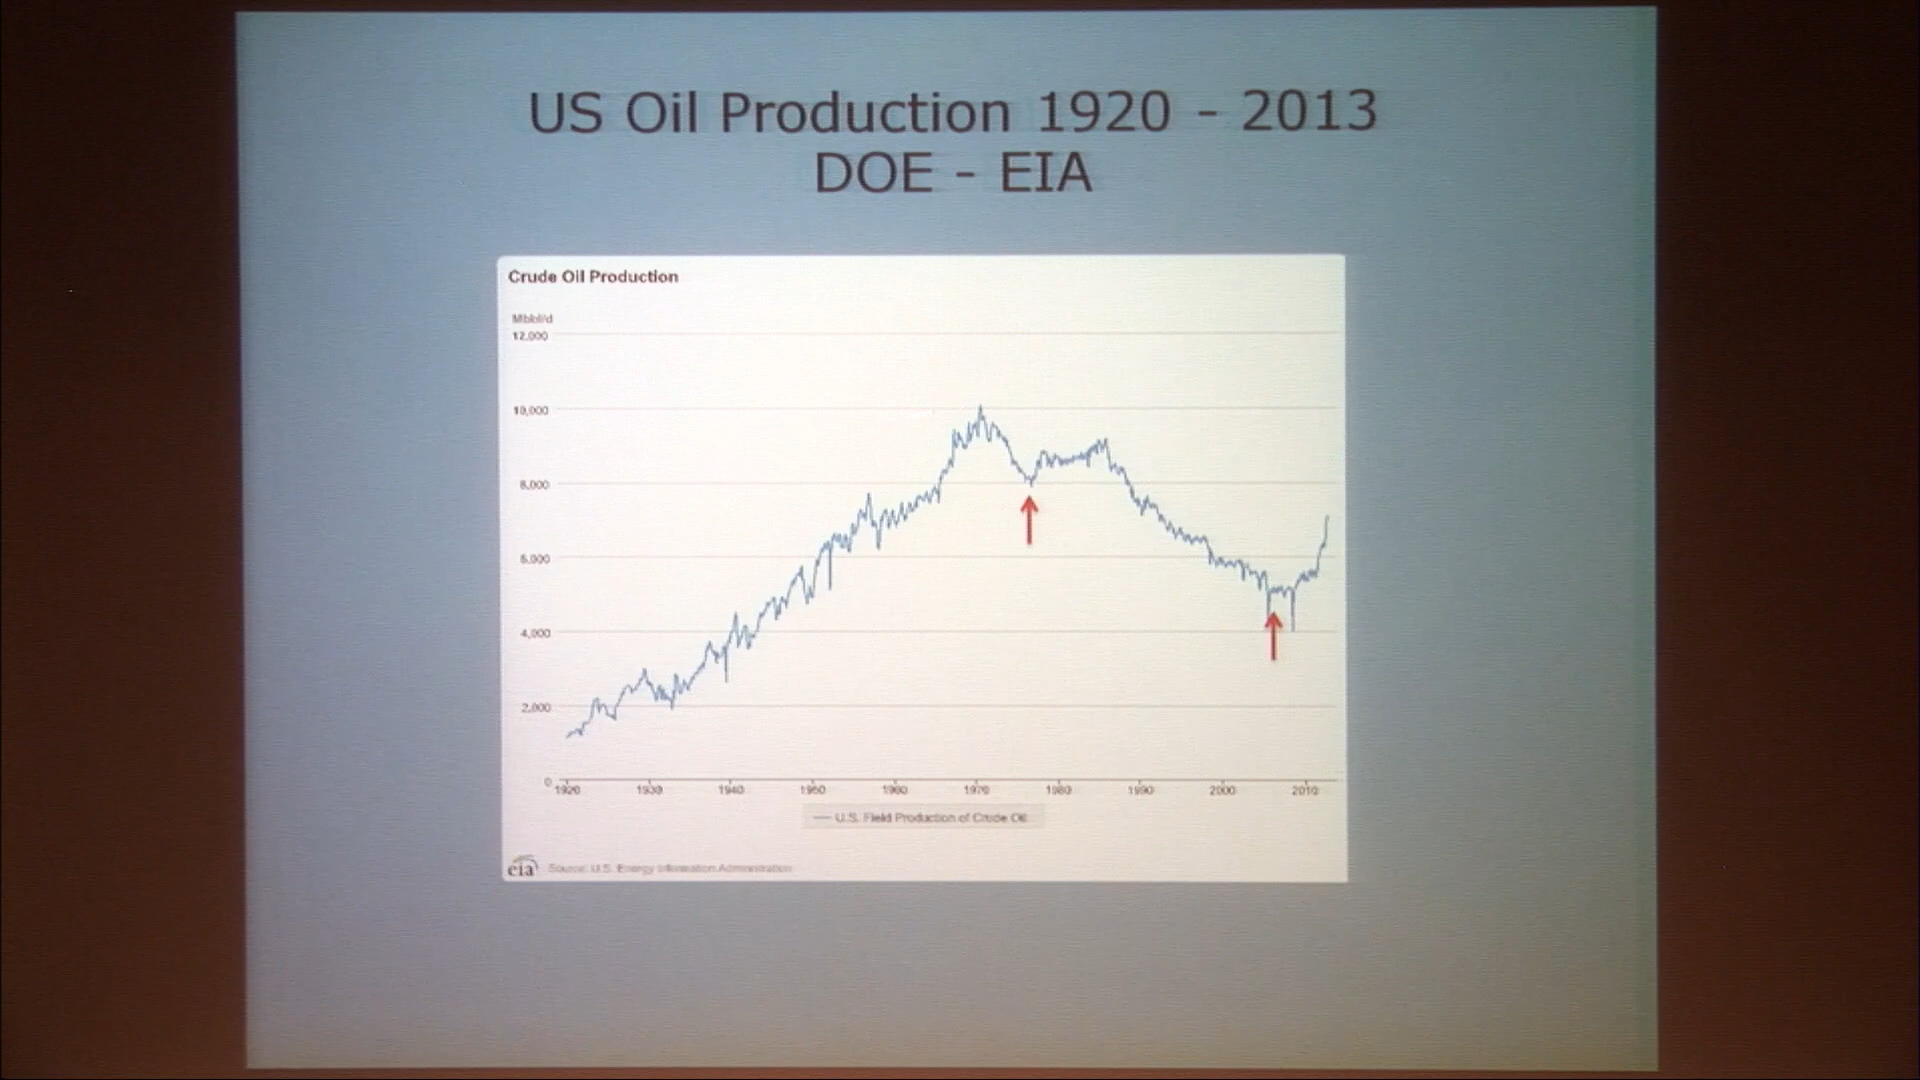 US Oil Production 1920 - 2013
DOE - EIA
Crude Oil Production
Mbbl/d
12,000
10,000
8,000
6,000
4,000
2,000
0
1920 1930 1940 1950 1960 1970 1980 1990 2000 2010
U.S. Field Production of Crude Oil
eia Source: U.S. Energy Information Administration